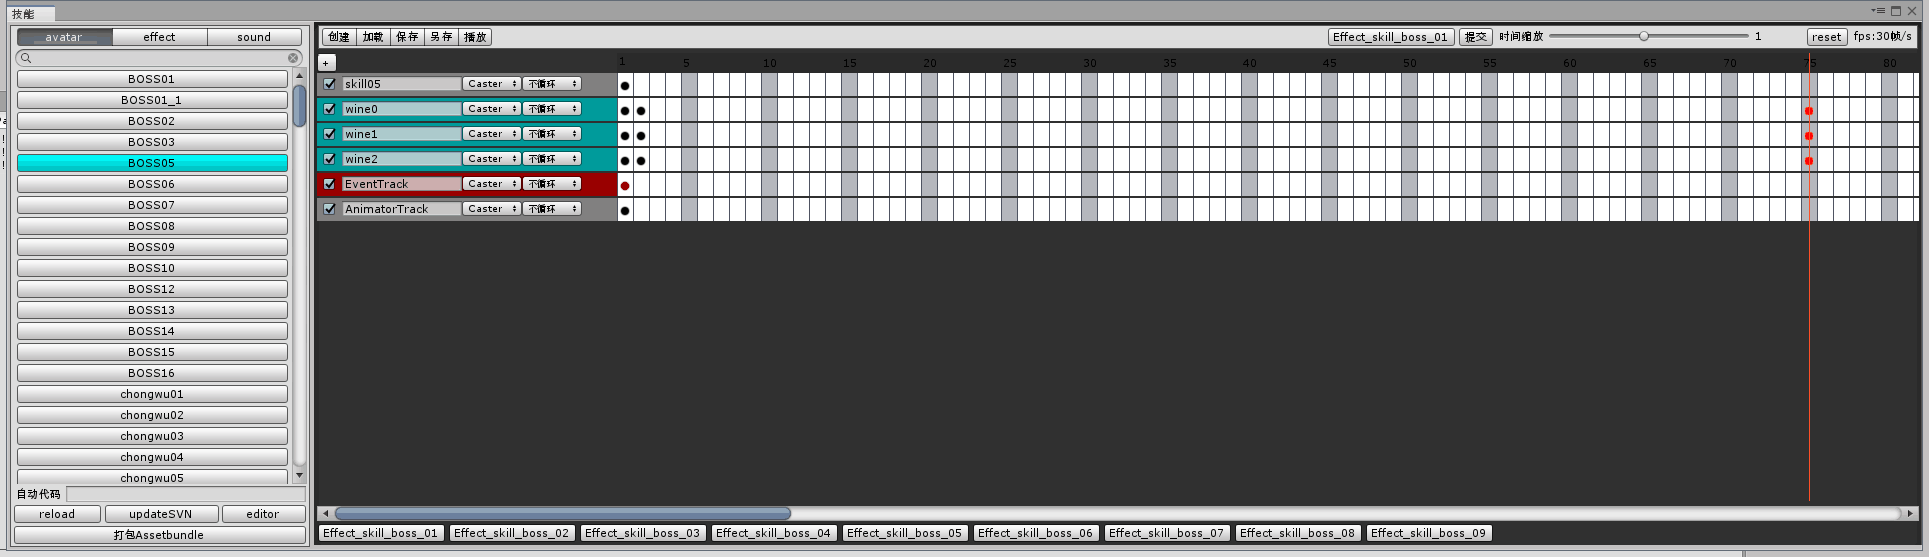 技能
avatar effect sound
BOSS01
BOSS01_1
BOSS02
BOSS03
BOSS05
BOSS06
BOSS07
BOSS08
BOSS09
BOSS10
BOSS12
BOSS13
BOSS14
BOSS15
BOSS16
chongwu01
chongwu02
chongwu03
chongwu04
chongwu05
自动代码
reload updateSVN editor
打包Assetbundle
创建 加载 保存 另存 播放 Effect_skill_boss_01 提交 时间缩放 1 reset fps:30帧/s
+ 1 5 10 15 20 25 30 35 40 45 50 55 60 65 70 75 80
skill05 Caster 不循环
wine0 Caster 不循环
wine1 Caster 不循环
wine2 Caster 不循环
EventTrack Caster 不循环
AnimatorTrack Caster 不循环
Effect_skill_boss_01 Effect_skill_boss_02 Effect_skill_boss_03 Effect_skill_boss_04 Effect_skill_boss_05 Effect_skill_boss_06 Effect_skill_boss_07 Effect_skill_boss_08 Effect_skill_boss_09